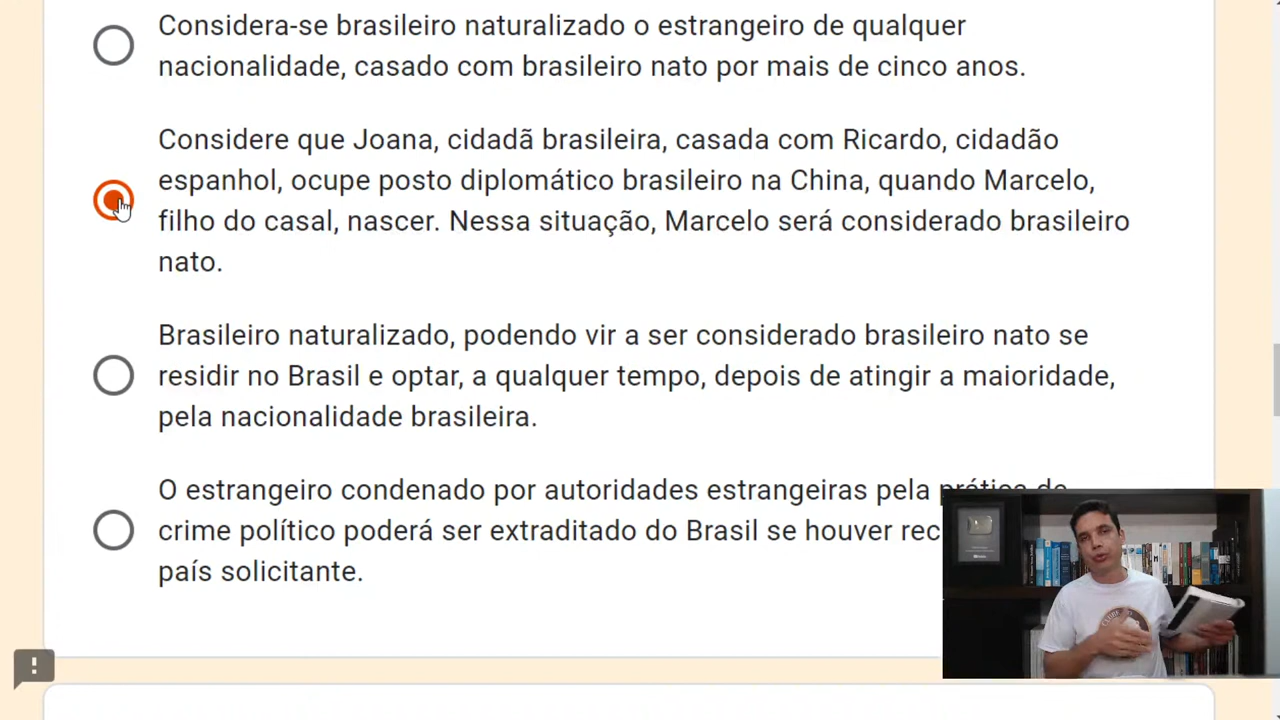 Considera-se brasileiro naturalizado o estrangeiro de qualquer
nacionalidade, casado com brasileiro nato por mais de cinco anos.
Considere que Joana, cidadã brasileira, casada com Ricardo, cidadão
espanhol, ocupe posto diplomático brasileiro na China, quando Marcelo,
filho do casal, nascer. Nessa situação, Marcelo será considerado brasileiro
nato.
Brasileiro naturalizado, podendo vir a ser considerado brasileiro nato se
residir no Brasil e optar, a qualquer tempo, depois de atingir a maioridade,
pela nacionalidade brasileira.
O estrangeiro condenado por autoridades estrangeiras pela prática de
crime político poderá ser extraditado do Brasil se houver
país solicitante.